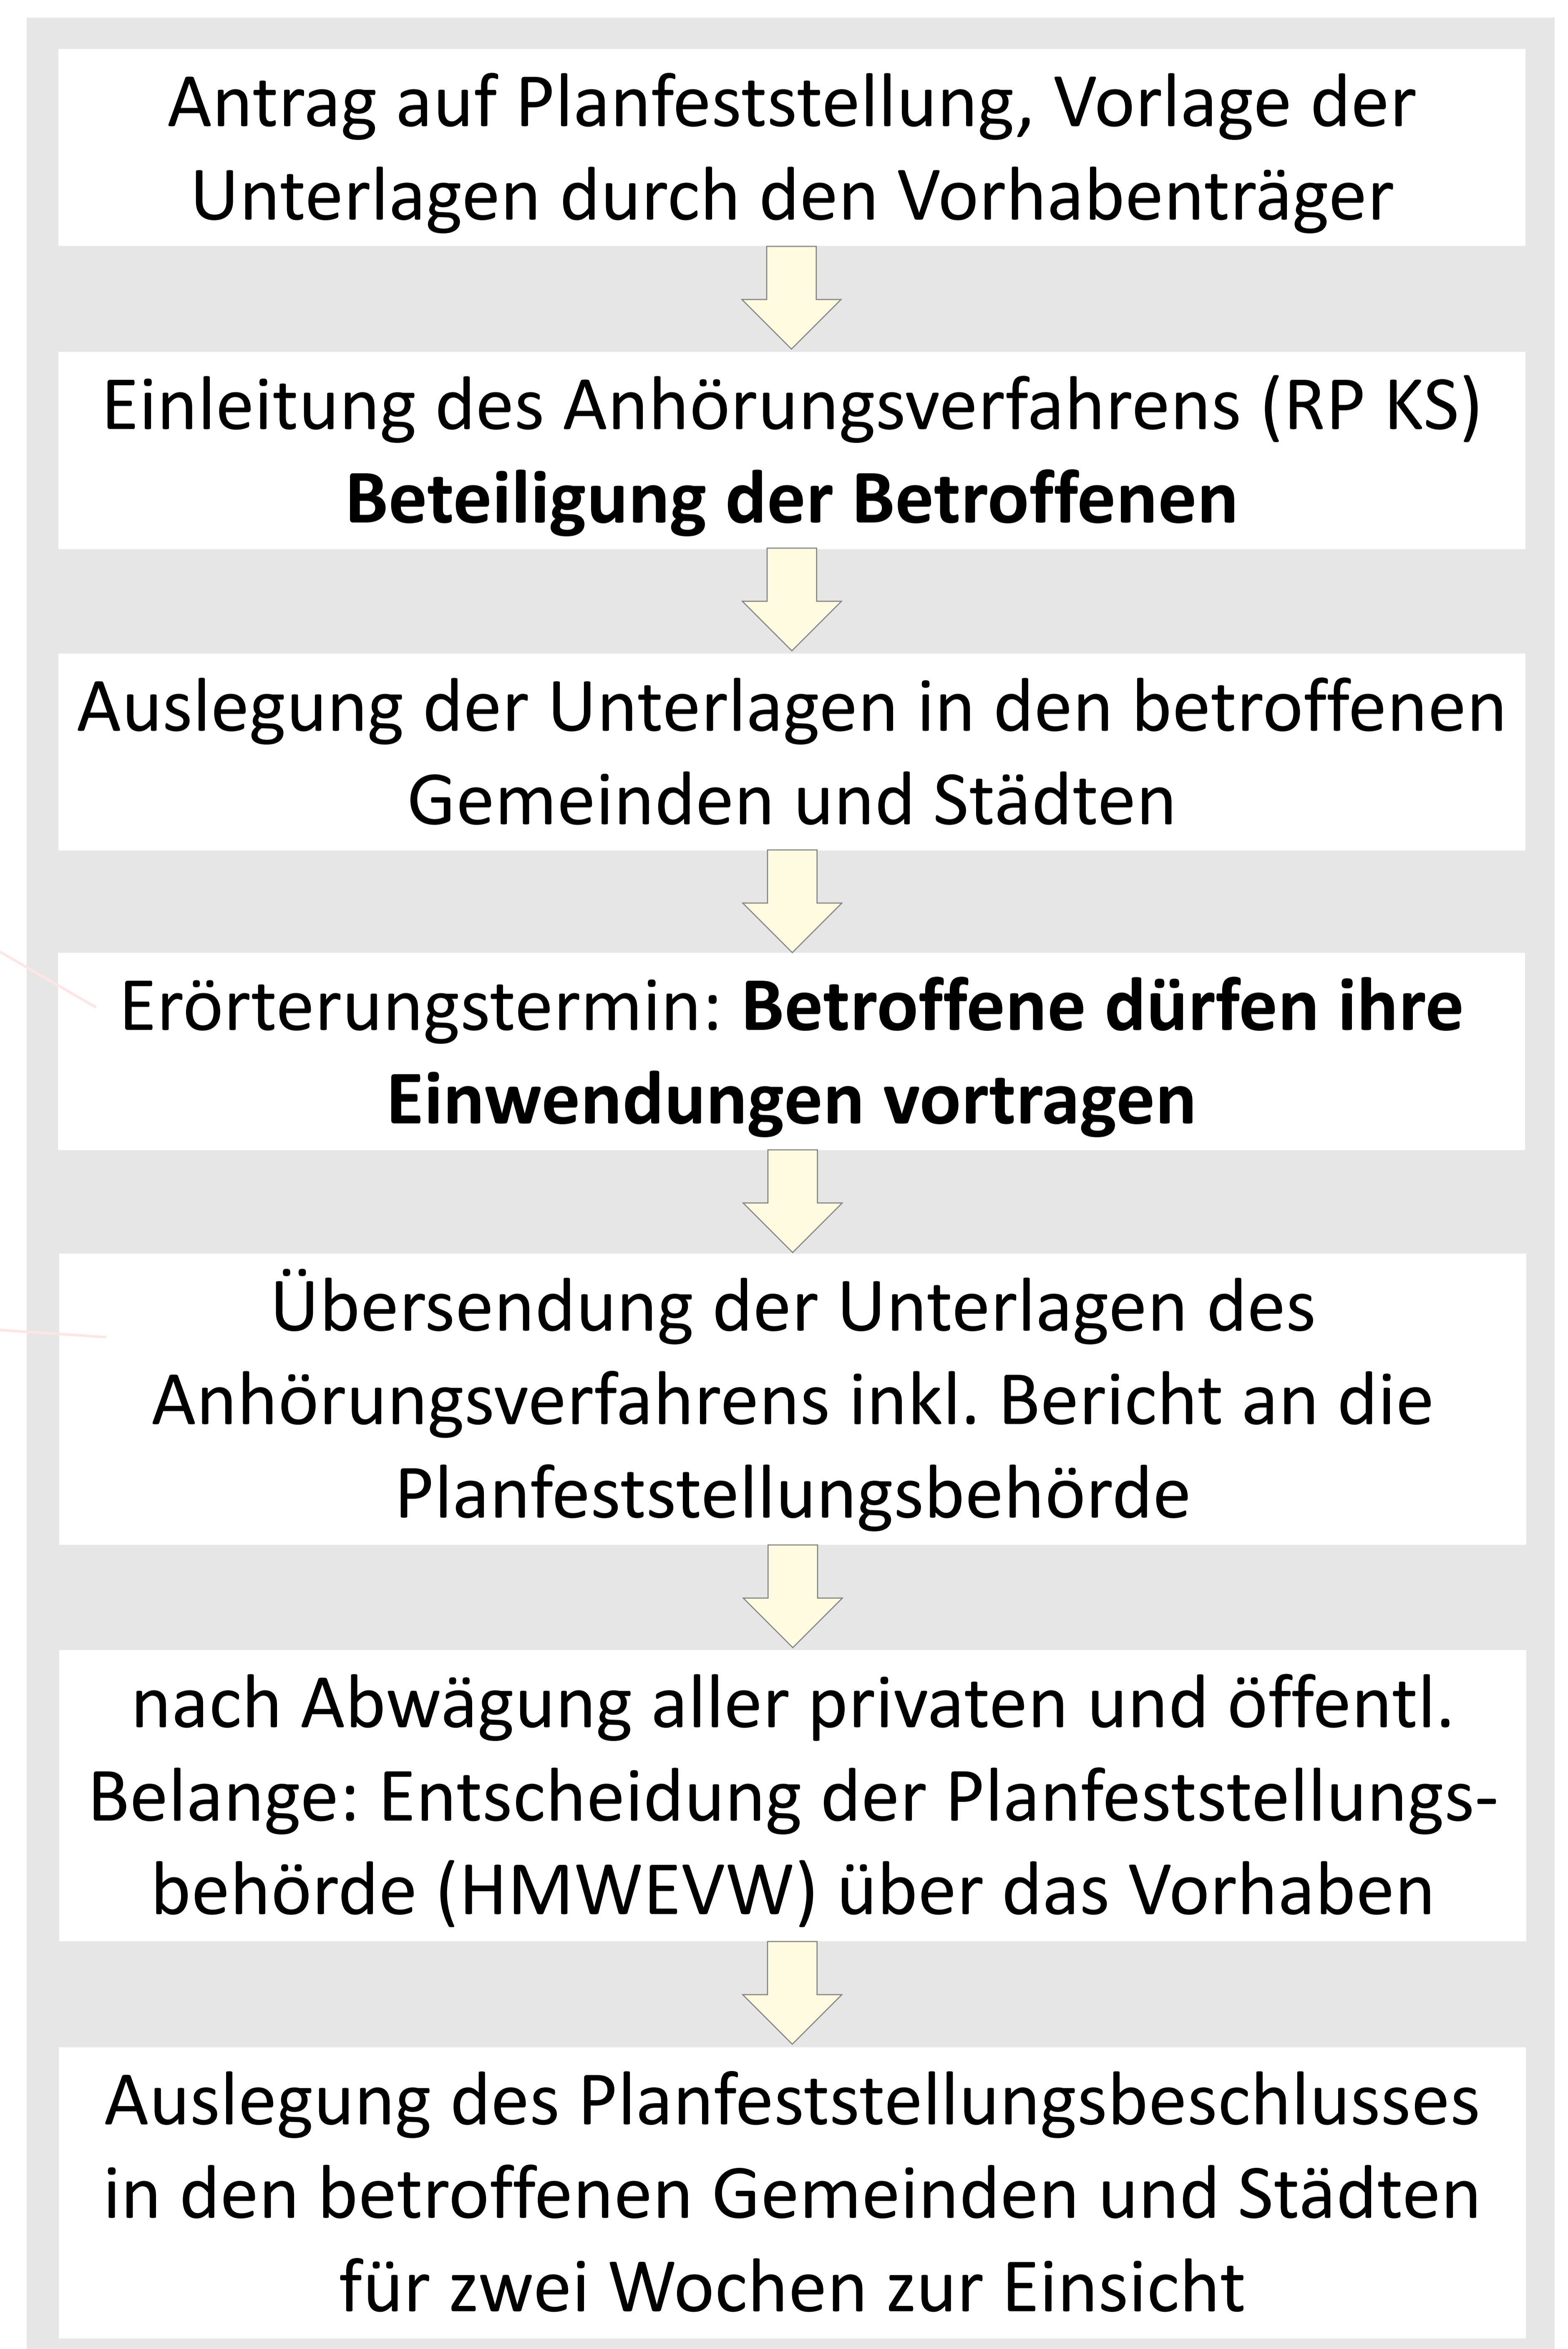 Antrag auf Planfeststellung, Vorlage der
Unterlagen durch den Vorhabenträger
Einleitung des Anhörungsverfahrens (RP KS)
Beteiligung der Betroffenen
Auslegung der Unterlagen in den betroffenen
Gemeinden und Städten
Erörterungstermin: Betroffene dürfen ihre
Einwendungen vortragen
Übersendung der Unterlagen des
Anhörungsverfahrens inkl. Bericht an die
Planfeststellungsbehörde
nach Abwägung aller privaten und öffentl.
Belange: Entscheidung der Planfeststellungs-
behörde (HMWEVW) über das Vorhaben
Auslegung des Planfeststellungsbeschlusses
in den betroffenen Gemeinden und Städten
für zwei Wochen zur Einsicht